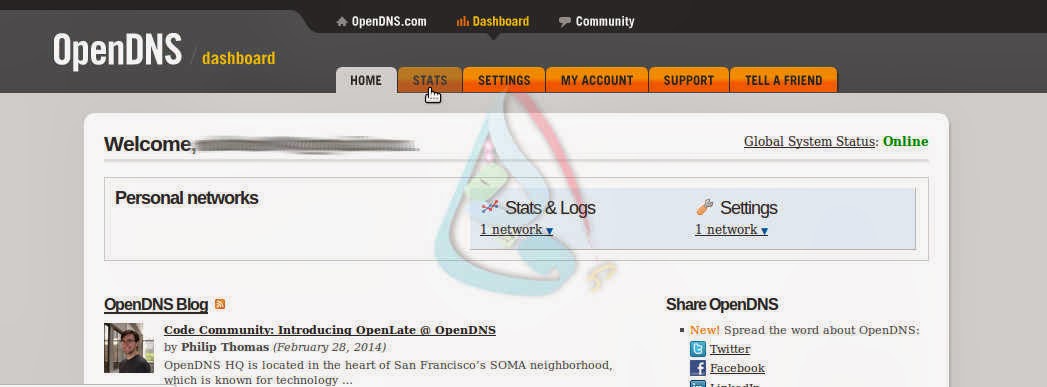 OpenDNS.com Dashboard Community
OpenDNS / dashboard
HOME STATS SETTINGS MY ACCOUNT SUPPORT TELL A FRIEND
Welcome,
Global System Status: Online
Personal networks
Stats & Logs
1 network ▼
Settings
1 network ▼
OpenDNS Blog
Code Community: Introducing OpenLate @ OpenDNS
by Philip Thomas (February 28, 2014)
OpenDNS HQ is located in the heart of San Francisco's SOMA neighborhood,
which is known for technology ...
Share OpenDNS
New! Spread the word about OpenDNS:
Twitter
Facebook
LinkedIn